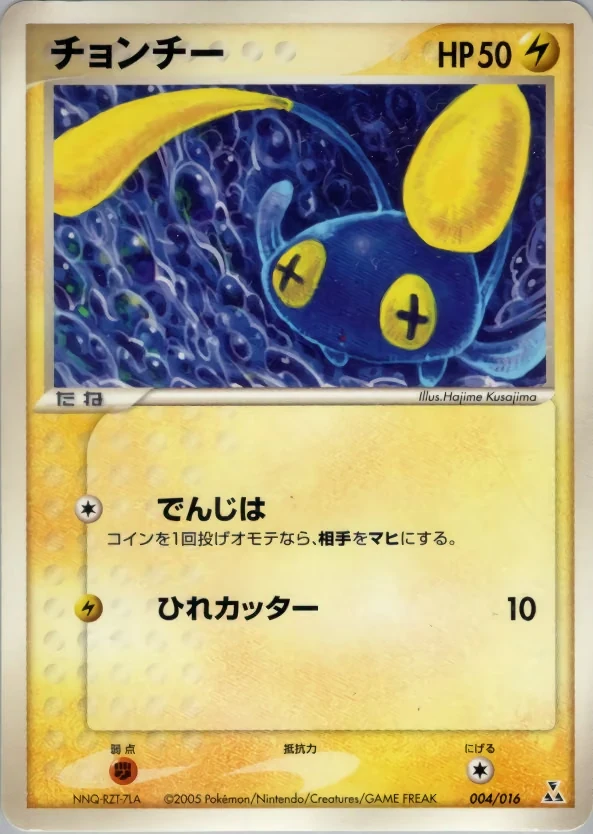 チョンチー
HP50
たね
Illus.Hajime Kusajima
でんじは
コインを1回投げオモテなら、相手をマヒにする。
ひれカッター 10
弱点 抵抗力 にげる
NNQ-RZT-7LA ©2005 Pokémon/Nintendo/Creatures/GAME FREAK 004/016